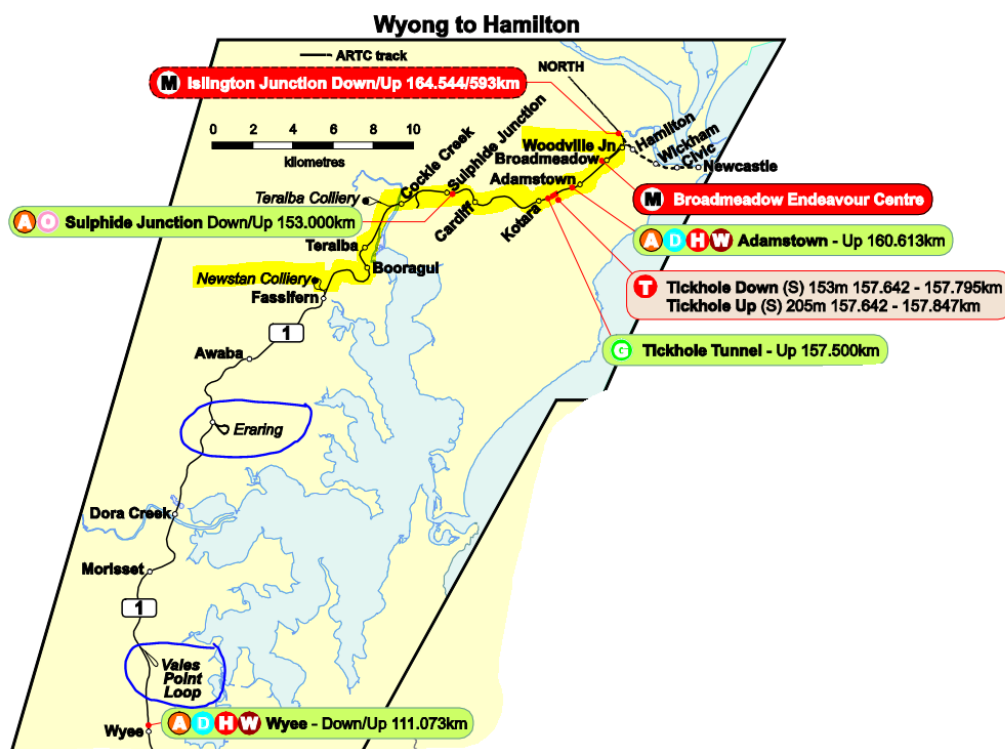 Wyong to Hamilton
ARTC track
NORTH
M Islington Junction Down/Up 164.544/593km
0 2 4 6 8 10
kilometres
Woodville Jn
Hamilton
Wickham
Civic
Newcastle
Broadmeadow
Adamstown
Sulphide Junction
Cockle Creek
Teralba Colliery
Cardiff
Kotara
M Broadmeadow Endeavour Centre
A D Sulphide Junction Down/Up 153.000km
A D H W Adamstown - Up 160.613km
Teralba
Booragul
Newstan Colliery
Fassifern
T Tickhole Down (S) 153m 157.642 - 157.795km
Tickhole Up (S) 205m 157.642 - 157.847km
1
G Tickhole Tunnel - Up 157.500km
Awaba
Eraring
Dora Creek
Morisset
1
Vales
Point
Loop
A D H W Wyee - Down/Up 111.073km
Wyee